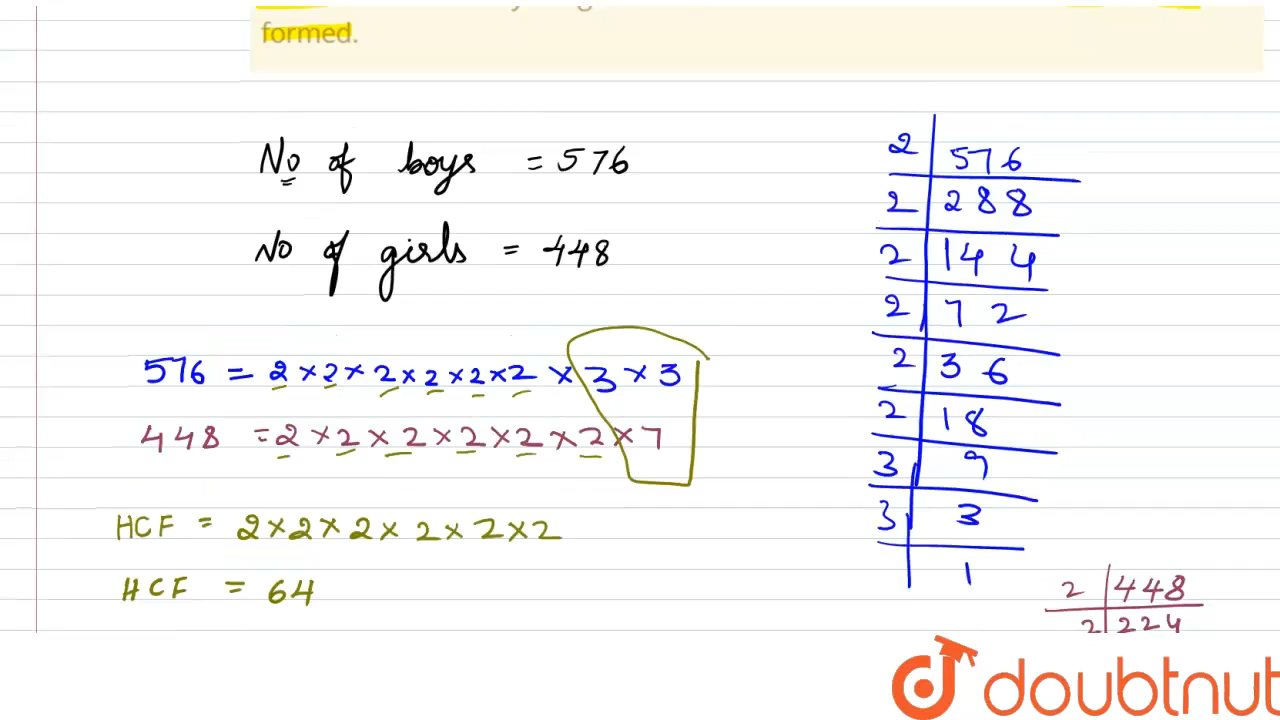 formed.
No of boys = 576
No of girls = 448
576 = 2 × 2 × 2 × 2 × 2 × 2 × 3 × 3
448 = 2 × 2 × 2 × 2 × 2 × 2 × 7
HCF = 2 × 2 × 2 × 2 × 2 × 2
HCF = 64
2 | 576
2 | 288
2 | 144
2 | 72
2 | 36
2 | 18
3 | 9
3 | 3
| 1
2 | 448
2 | 224
doubtnut